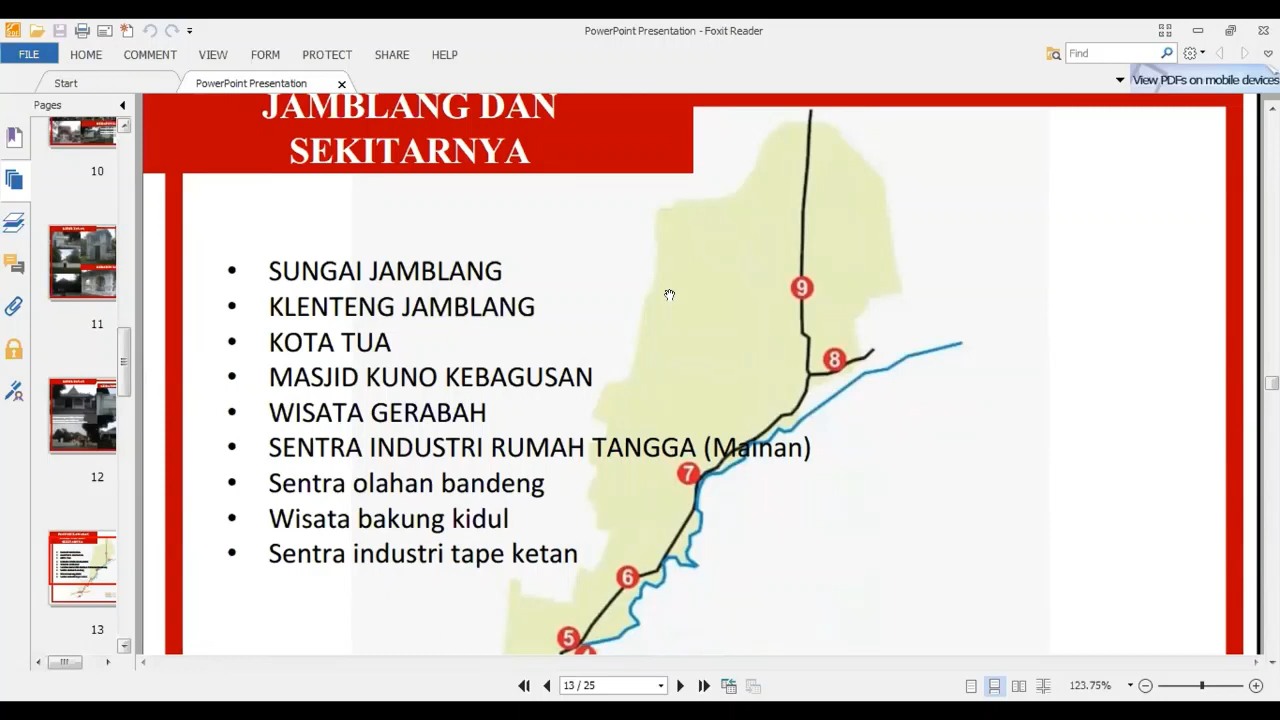 PowerPoint Presentation - Foxit Reader
FILE
HOME
COMMENT
VIEW
FORM
PROTECT
SHARE
HELP
Find
Start
PowerPoint Presentation
View PDFs on mobile devices
Pages
10
11
12
13
JAMBLANG DAN
SEKITARNYA
• SUNGAI JAMBLANG
• KLENTENG JAMBLANG
• KOTA TUA
• MASJID KUNO KEBAGUSAN
• WISATA GERABAH
• SENTRA INDUSTRI RUMAH TANGGA (Mainan)
• Sentra olahan bandeng
• Wisata bakung kidul
• Sentra industri tape ketan
9
8
7
6
5
13 / 25
123.75%